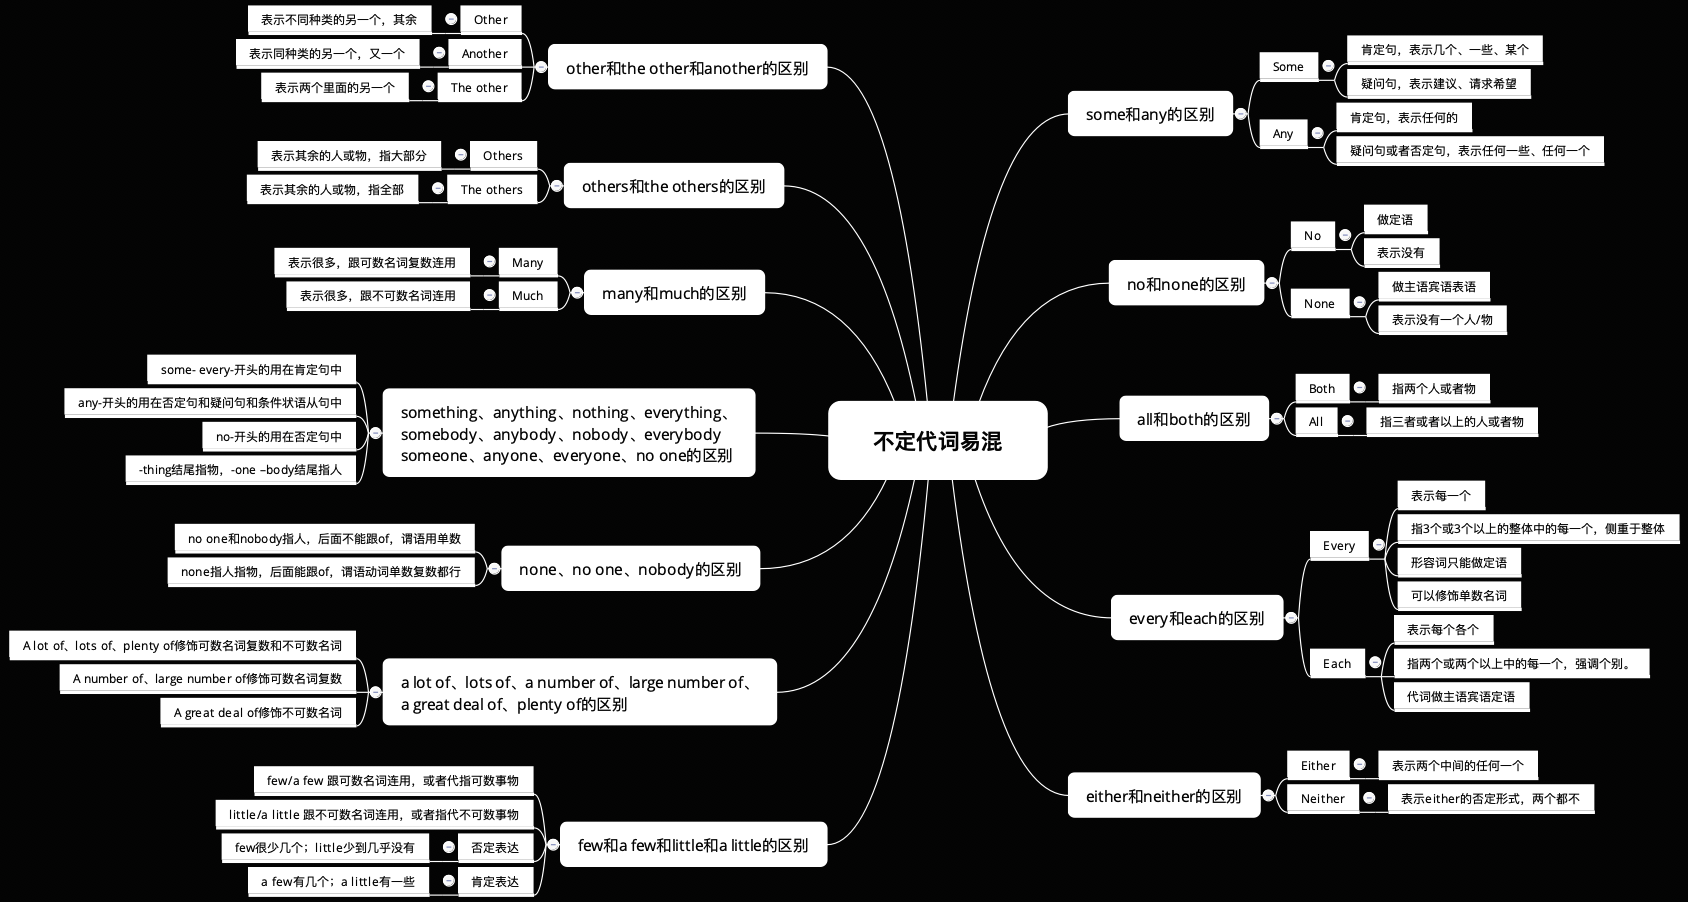 不定代词易混
some和any的区别
Some
肯定句，表示几个、一些、某个
疑问句，表示建议、请求希望
Any
肯定句，表示任何的
疑问句或者否定句，表示任何一些、任何一个
no和none的区别
No
做定语
表示没有
None
做主语宾语表语
表示没有一个人/物
all和both的区别
Both
指两个人或者物
All
指三者或者以上的人或者物
every和each的区别
Every
表示每一个
指3个或3个以上的整体中的每一个，侧重于整体
形容词只能做定语
可以修饰单数名词
Each
表示每个各个
指两个或两个以上中的每一个，强调个别。
代词做主语宾语定语
either和neither的区别
Either
表示两个中间的任何一个
Neither
表示either的否定形式，两个都不
other和the other和another的区别
Other
表示不同种类的另一个，其余
Another
表示同种类的另一个，又一个
The other
表示两个里面的另一个
others和the others的区别
Others
表示其余的人或物，指大部分
The others
表示其余的人或物，指全部
many和much的区别
Many
表示很多，跟可数名词复数连用
Much
表示很多，跟不可数名词连用
something、anything、nothing、everything、
somebody、anybody、nobody、everybody
someone、anyone、everyone、no one的区别
some- every-开头的用在肯定句中
any-开头的用在否定句和疑问句和条件状语从句中
no-开头的用在否定句中
-thing结尾指物，-one –body结尾指人
none、no one、nobody的区别
no one和nobody指人，后面不能跟of，谓语用单数
none指人指物，后面能跟of，谓语动词单数复数都行
a lot of、lots of、a number of、large number of、
a great deal of、plenty of的区别
A lot of、lots of、plenty of修饰可数名词复数和不可数名词
A number of、large number of修饰可数名词复数
A great deal of修饰不可数名词
few和a few和little和a little的区别
few/a few 跟可数名词连用，或者代指可数事物
little/a little 跟不可数名词连用，或者指代不可数事物
否定表达
few很少几个；little少到几乎没有
肯定表达
a few有几个；a little有一些